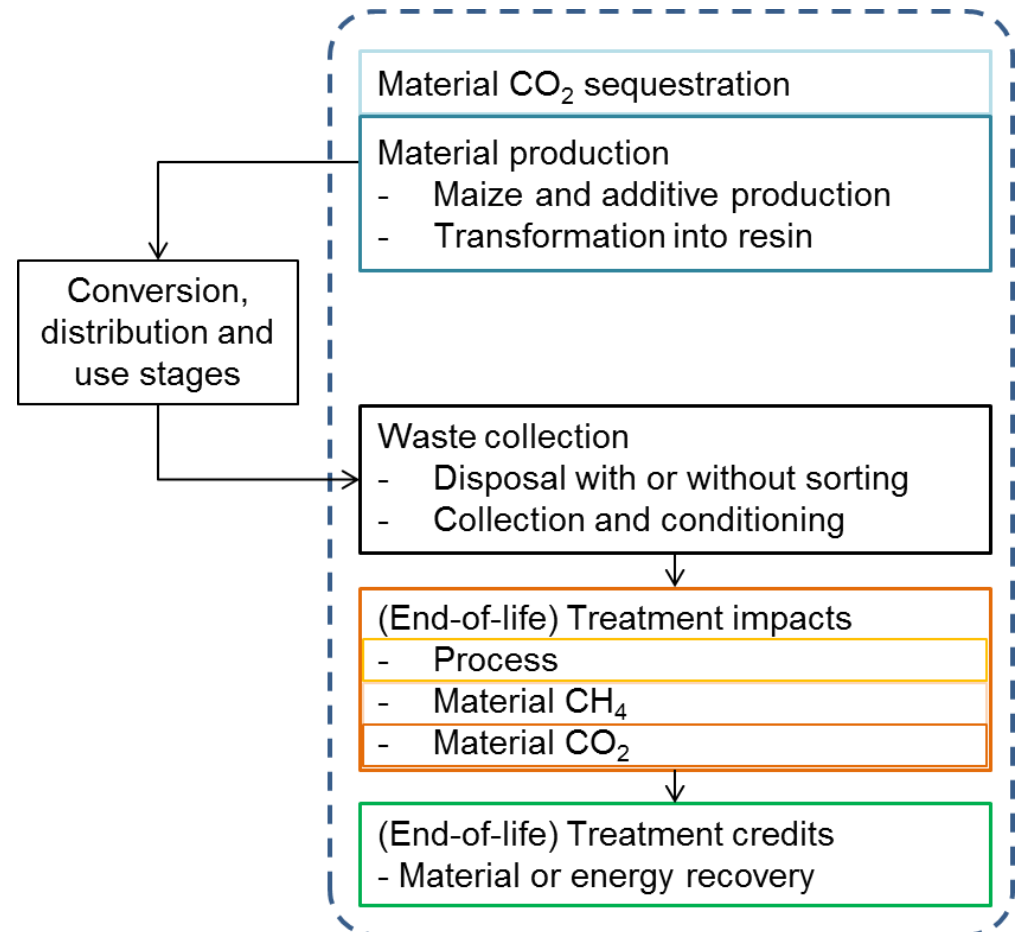 Material CO₂ sequestration
Material production
- Maize and additive production
- Transformation into resin
Conversion,
distribution and
use stages
Waste collection
- Disposal with or without sorting
- Collection and conditioning
(End-of-life) Treatment impacts
- Process
- Material CH₄
- Material CO₂
(End-of-life) Treatment credits
- Material or energy recovery